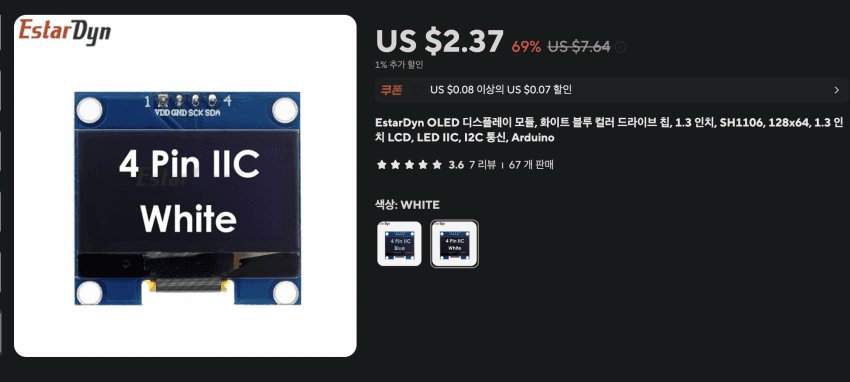 EstarDyn
1 4
VDD GND SCK SDA
4 Pin IIC
Estar
White
US $2.37 69% US $7.64
1% 추가 할인
쿠폰 US $0.08 이상의 US $0.07 할인
EstarDyn OLED 디스플레이 모듈, 화이트 블루 컬러 드라이브 칩, 1.3 인치, SH1106, 128x64, 1.3 인
치 LCD, LED IIC, I2C 통신, Arduino
3.6 7 리뷰 67 개 판매
색상: WHITE
4 Pin IIC
Blue
4 Pin IIC
White